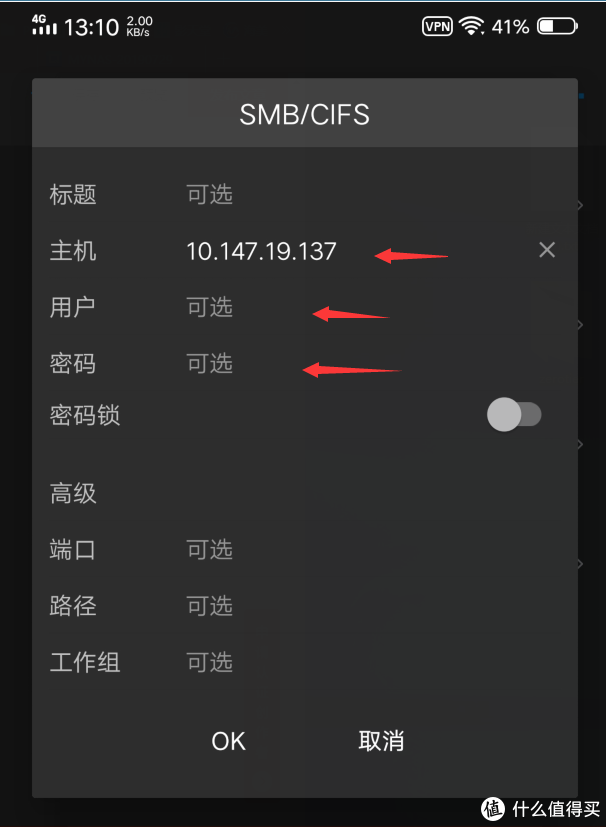 4G 13:10 2.00 KB/s VPN 41%
SMB/CIFS
标题 可选
主机 10.147.19.137
用户 可选
密码 可选
密码锁
高级
端口 可选
路径 可选
工作组 可选
OK 取消
值 什么值得买